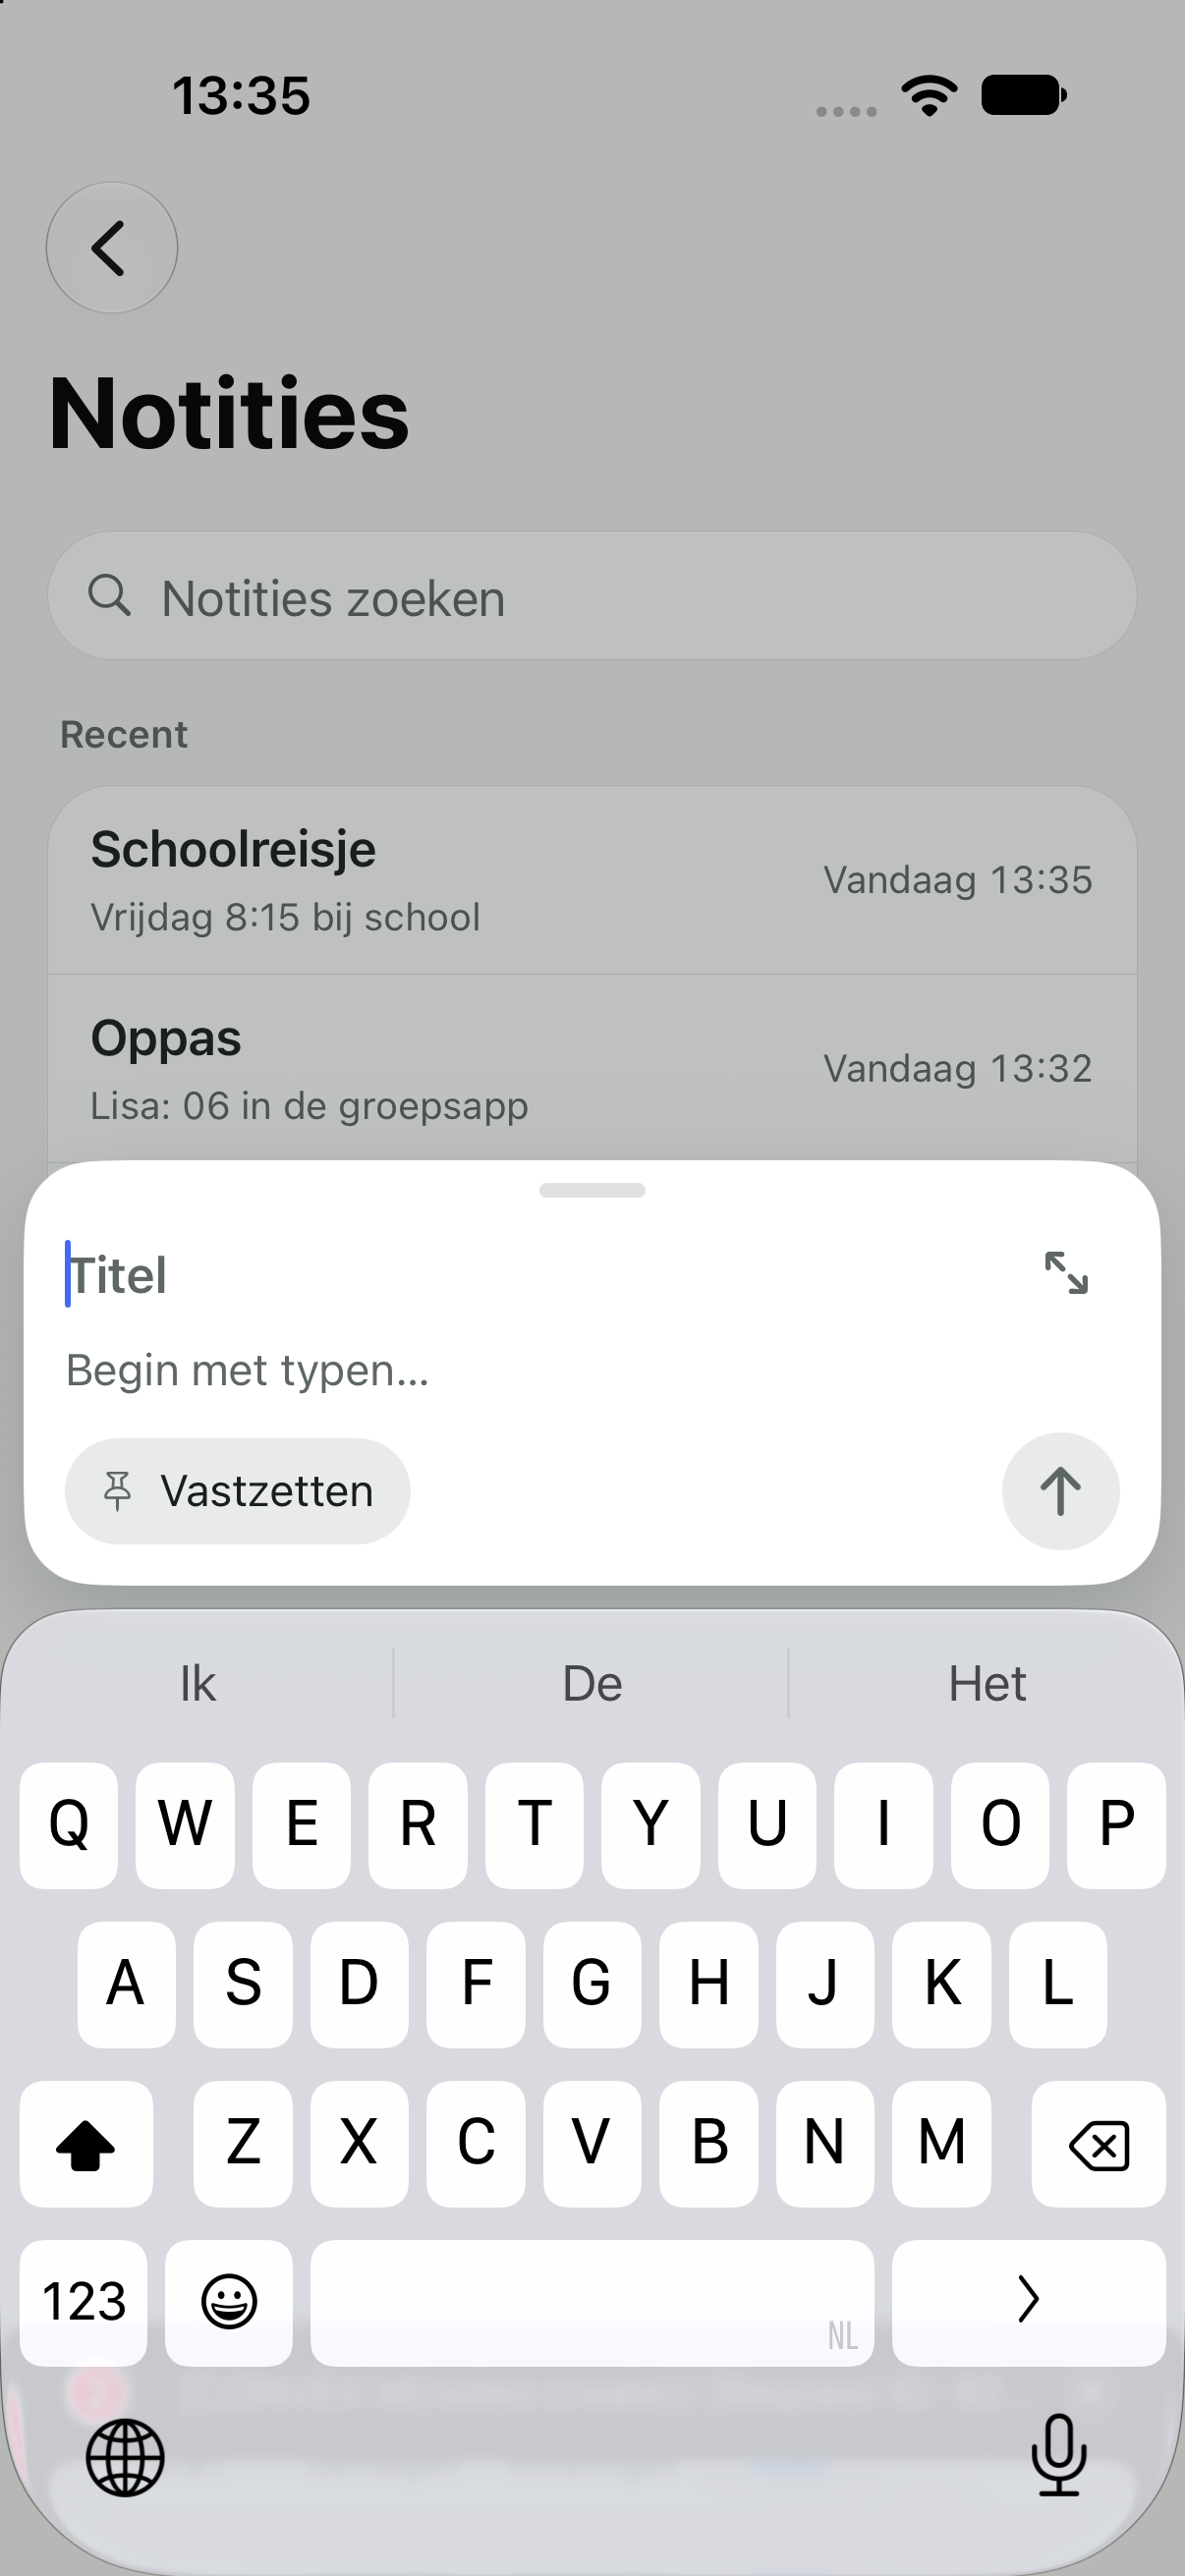 13:35
Notities
Notities zoeken
Recent
Schoolreisje
Vandaag 13:35
Vrijdag 8:15 bij school
Oppas
Vandaag 13:32
Lisa: 06 in de groepsapp
Titel
Begin met typen...
Vastzetten
Ik De Het
Q W E R T Y U I O P
A S D F G H J K L
Z X C V B N M
123
NL